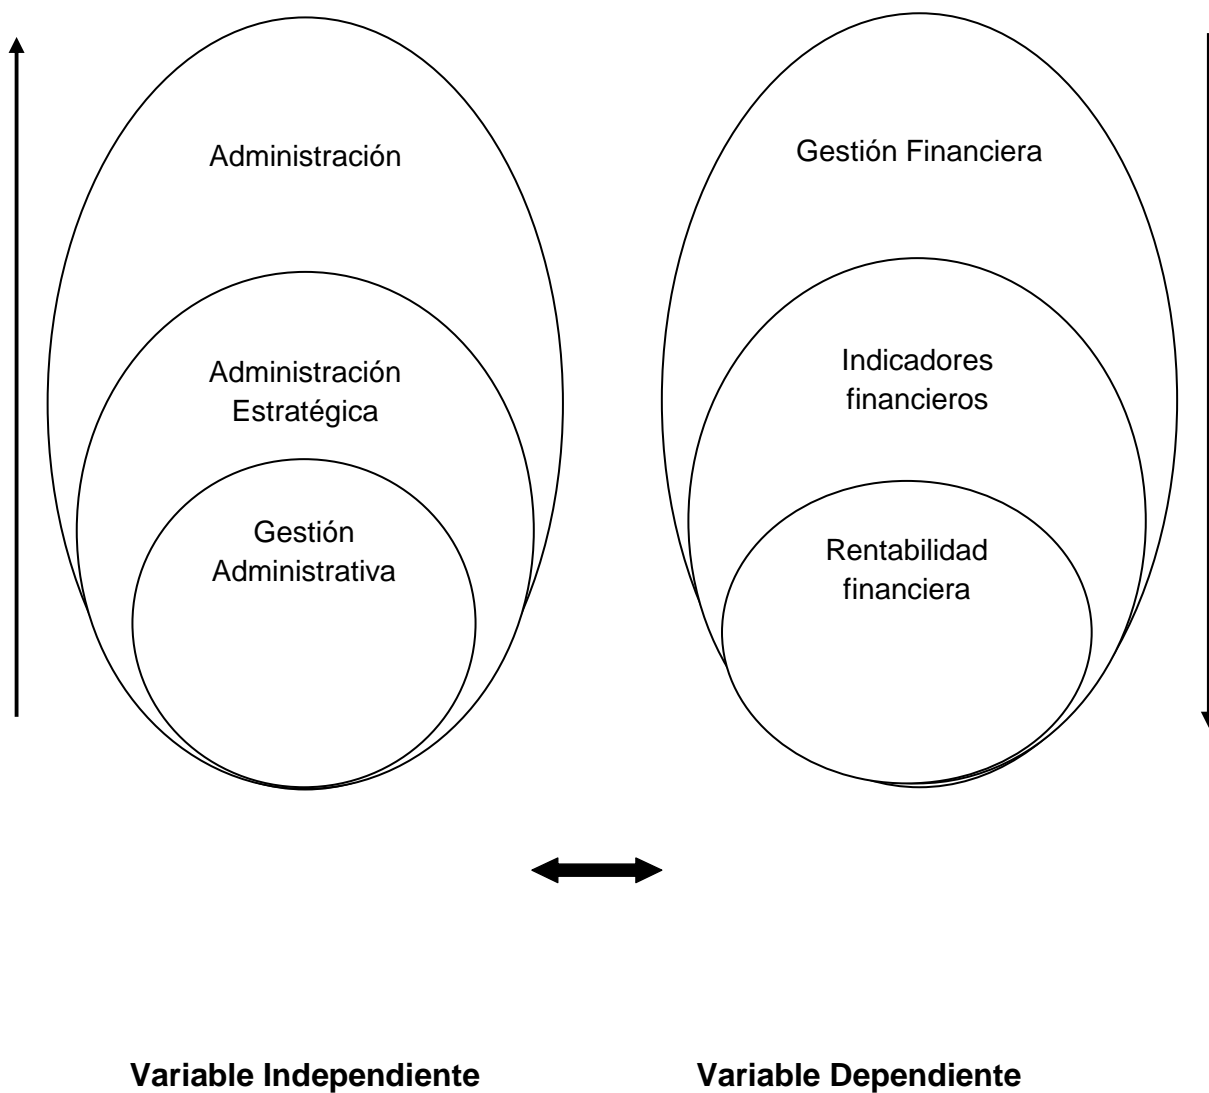 Administración
Administración
Estratégica
Gestión
Administrativa
Gestión Financiera
Indicadores
financieros
Rentabilidad
financiera
Variable Independiente
Variable Dependiente